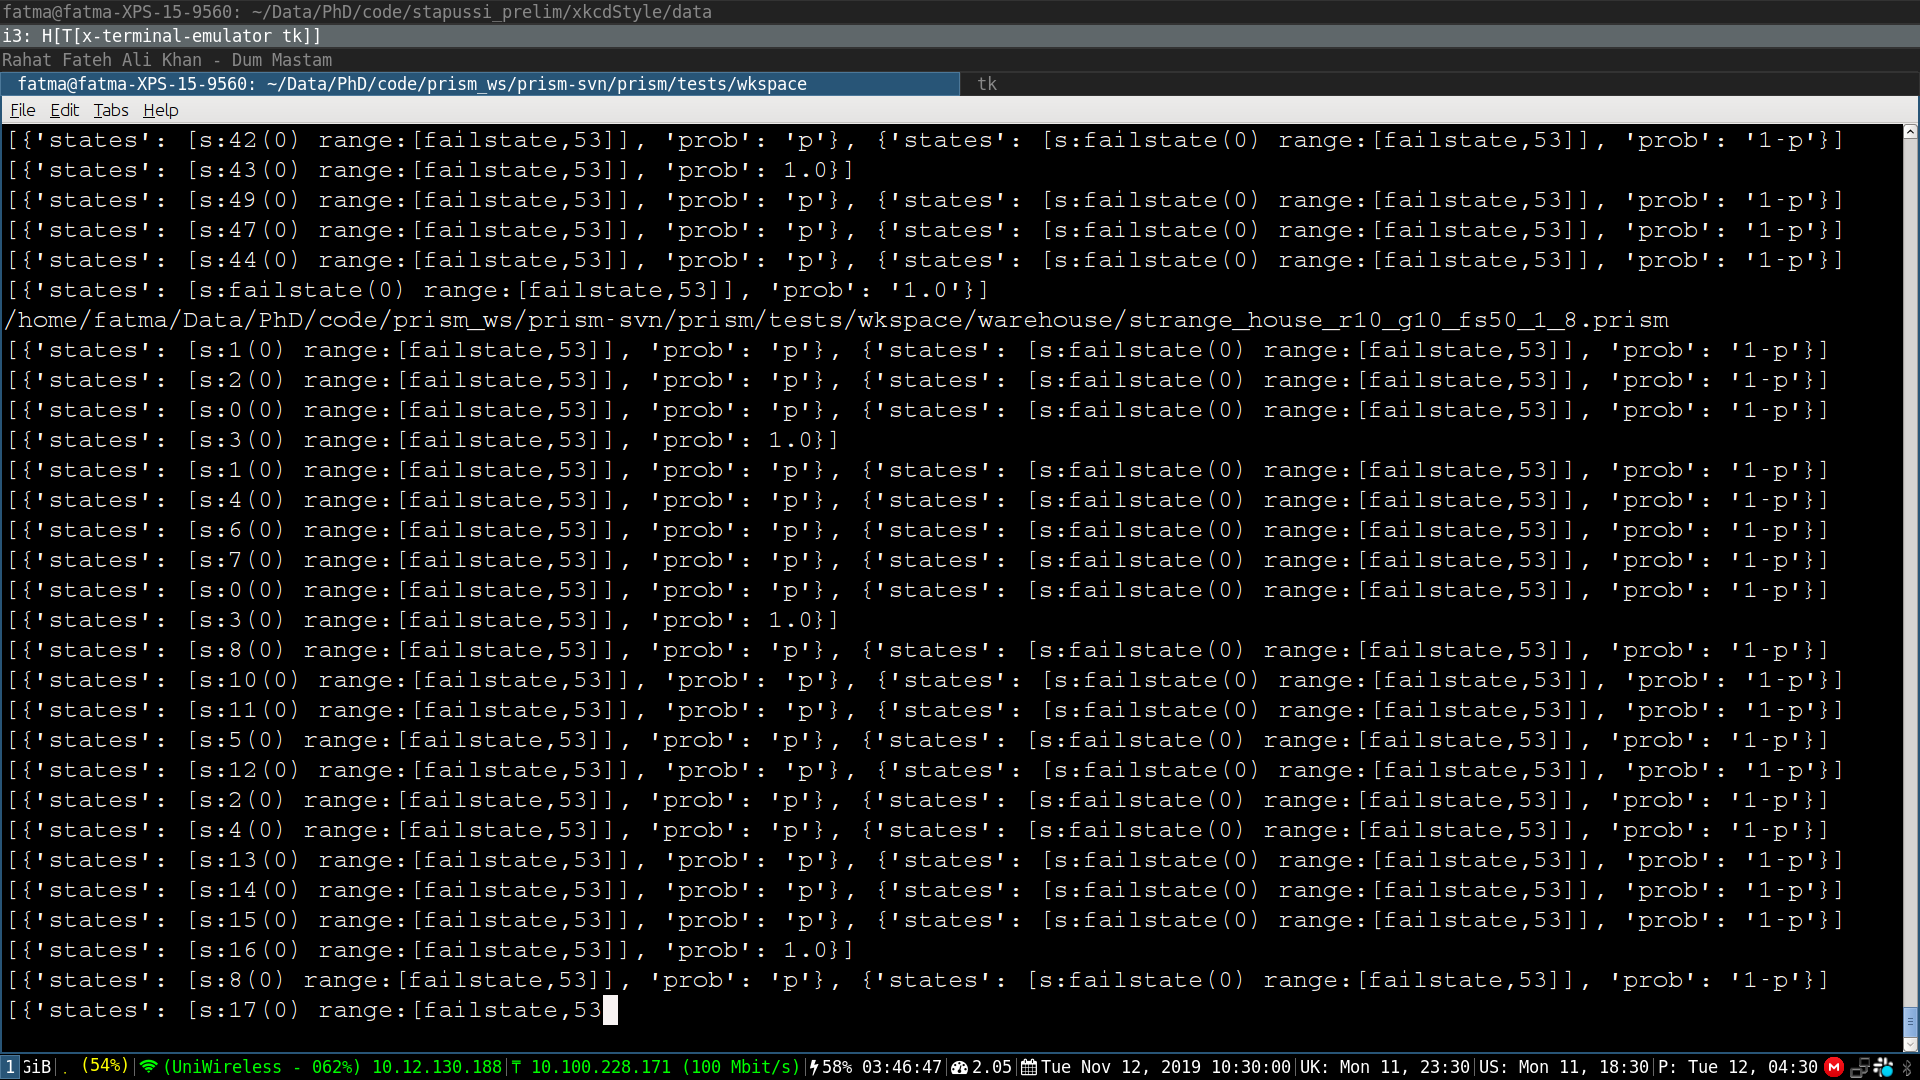 fatma@fatma-XPS-15-9560: ~/Data/PhD/code/stapussi_prelim/xkcdStyle/data
i3: H[T[x-terminal-emulator tk]]
Rahat Fateh Ali Khan - Dum Mastam
fatma@fatma-XPS-15-9560: ~/Data/PhD/code/prism_ws/prism-svn/prism/tests/wkspace tk
File Edit Tabs Help
[{'states': [s:42(0) range:[failstate,53]], 'prob': 'p'}, {'states': [s:failstate(0) range:[failstate,53]], 'prob': '1-p'}]
[{'states': [s:43(0) range:[failstate,53]], 'prob': 1.0}]
[{'states': [s:49(0) range:[failstate,53]], 'prob': 'p'}, {'states': [s:failstate(0) range:[failstate,53]], 'prob': '1-p'}]
[{'states': [s:47(0) range:[failstate,53]], 'prob': 'p'}, {'states': [s:failstate(0) range:[failstate,53]], 'prob': '1-p'}]
[{'states': [s:44(0) range:[failstate,53]], 'prob': 'p'}, {'states': [s:failstate(0) range:[failstate,53]], 'prob': '1-p'}]
[{'states': [s:failstate(0) range:[failstate,53]], 'prob': '1.0'}]
/home/fatma/Data/PhD/code/prism_ws/prism-svn/prism/tests/wkspace/warehouse/strange_house_r10_g10_fs50_1_8.prism
[{'states': [s:1(0) range:[failstate,53]], 'prob': 'p'}, {'states': [s:failstate(0) range:[failstate,53]], 'prob': '1-p'}]
[{'states': [s:2(0) range:[failstate,53]], 'prob': 'p'}, {'states': [s:failstate(0) range:[failstate,53]], 'prob': '1-p'}]
[{'states': [s:0(0) range:[failstate,53]], 'prob': 'p'}, {'states': [s:failstate(0) range:[failstate,53]], 'prob': '1-p'}]
[{'states': [s:3(0) range:[failstate,53]], 'prob': 1.0}]
[{'states': [s:1(0) range:[failstate,53]], 'prob': 'p'}, {'states': [s:failstate(0) range:[failstate,53]], 'prob': '1-p'}]
[{'states': [s:4(0) range:[failstate,53]], 'prob': 'p'}, {'states': [s:failstate(0) range:[failstate,53]], 'prob': '1-p'}]
[{'states': [s:6(0) range:[failstate,53]], 'prob': 'p'}, {'states': [s:failstate(0) range:[failstate,53]], 'prob': '1-p'}]
[{'states': [s:7(0) range:[failstate,53]], 'prob': 'p'}, {'states': [s:failstate(0) range:[failstate,53]], 'prob': '1-p'}]
[{'states': [s:0(0) range:[failstate,53]], 'prob': 'p'}, {'states': [s:failstate(0) range:[failstate,53]], 'prob': '1-p'}]
[{'states': [s:3(0) range:[failstate,53]], 'prob': 1.0}]
[{'states': [s:8(0) range:[failstate,53]], 'prob': 'p'}, {'states': [s:failstate(0) range:[failstate,53]], 'prob': '1-p'}]
[{'states': [s:10(0) range:[failstate,53]], 'prob': 'p'}, {'states': [s:failstate(0) range:[failstate,53]], 'prob': '1-p'}]
[{'states': [s:11(0) range:[failstate,53]], 'prob': 'p'}, {'states': [s:failstate(0) range:[failstate,53]], 'prob': '1-p'}]
[{'states': [s:5(0) range:[failstate,53]], 'prob': 'p'}, {'states': [s:failstate(0) range:[failstate,53]], 'prob': '1-p'}]
[{'states': [s:12(0) range:[failstate,53]], 'prob': 'p'}, {'states': [s:failstate(0) range:[failstate,53]], 'prob': '1-p'}]
[{'states': [s:2(0) range:[failstate,53]], 'prob': 'p'}, {'states': [s:failstate(0) range:[failstate,53]], 'prob': '1-p'}]
[{'states': [s:4(0) range:[failstate,53]], 'prob': 'p'}, {'states': [s:failstate(0) range:[failstate,53]], 'prob': '1-p'}]
[{'states': [s:13(0) range:[failstate,53]], 'prob': 'p'}, {'states': [s:failstate(0) range:[failstate,53]], 'prob': '1-p'}]
[{'states': [s:14(0) range:[failstate,53]], 'prob': 'p'}, {'states': [s:failstate(0) range:[failstate,53]], 'prob': '1-p'}]
[{'states': [s:15(0) range:[failstate,53]], 'prob': 'p'}, {'states': [s:failstate(0) range:[failstate,53]], 'prob': '1-p'}]
[{'states': [s:16(0) range:[failstate,53]], 'prob': 1.0}]
[{'states': [s:8(0) range:[failstate,53]], 'prob': 'p'}, {'states': [s:failstate(0) range:[failstate,53]], 'prob': '1-p'}]
[{'states': [s:17(0) range:[failstate,53
1 GiB|. (54%)| (UniWireless - 062%) 10.12.130.188| 10.100.228.171 (100 Mbit/s)| 58% 03:46:47| 2.05| Tue Nov 12, 2019 10:30:00|UK: Mon 11, 23:30|US: Mon 11, 18:30|P: Tue 12, 04:30 M